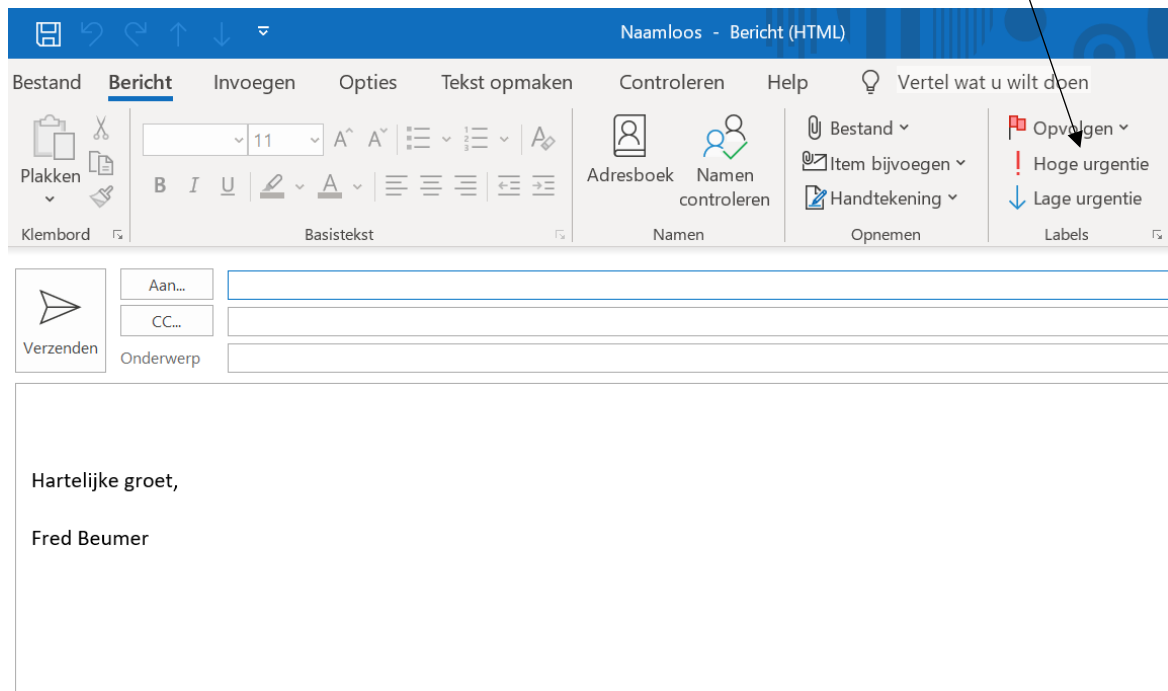 Naamloos - Bericht (HTML)
Bestand Bericht Invoegen Opties Tekst opmaken Controleren Help Vertel wat u wilt doen
Plakken
Klembord
11
B I U A
Basistekst
Adresboek
Namen controleren
Namen
Bestand
Item bijvoegen
Handtekening
Opnemen
Opvolgen
Hoge urgentie
Lage urgentie
Labels
Verzenden
Aan...
CC...
Onderwerp
Hartelijke groet,
Fred Beumer